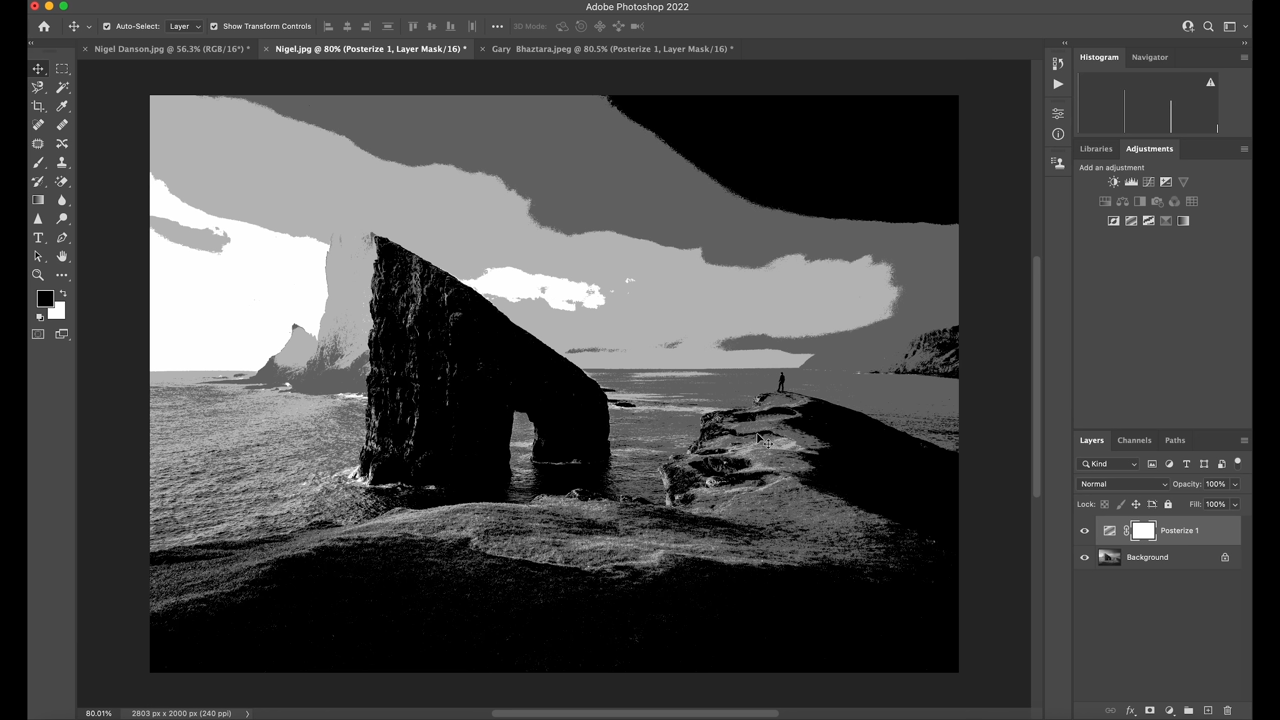 Adobe Photoshop 2022
Auto-Select: Layer Show Transform Controls 3D Mode:
Nigel Danson.jpg @ 56.3% (RGB/16*) * Nigel.jpg @ 80% (Posterize 1, Layer Mask/16) * Gary Bhaztara.jpeg @ 80.5% (Posterize 1, Layer Mask/16) *
Histogram Navigator
Libraries Adjustments
Add an adjustment
Layers Channels Paths
Kind
Normal Opacity: 100%
Lock: Fill: 100%
Posterize 1
Background
80.01% 2803 px x 2000 px (240 ppi)